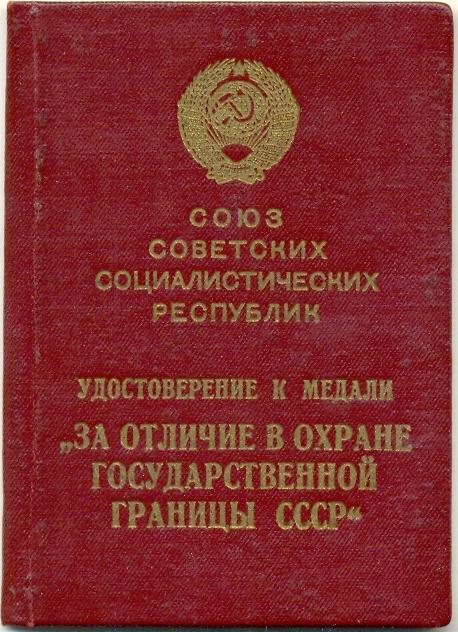 СОЮЗ
СОВЕТСКИХ
СОЦИАЛИСТИЧЕСКИХ
РЕСПУБЛИК
УДОСТОВЕРЕНИЕ К МЕДАЛИ
„ЗА ОТЛИЧИЕ В ОХРАНЕ
ГОСУДАРСТВЕННОЙ
ГРАНИЦЫ СССР“